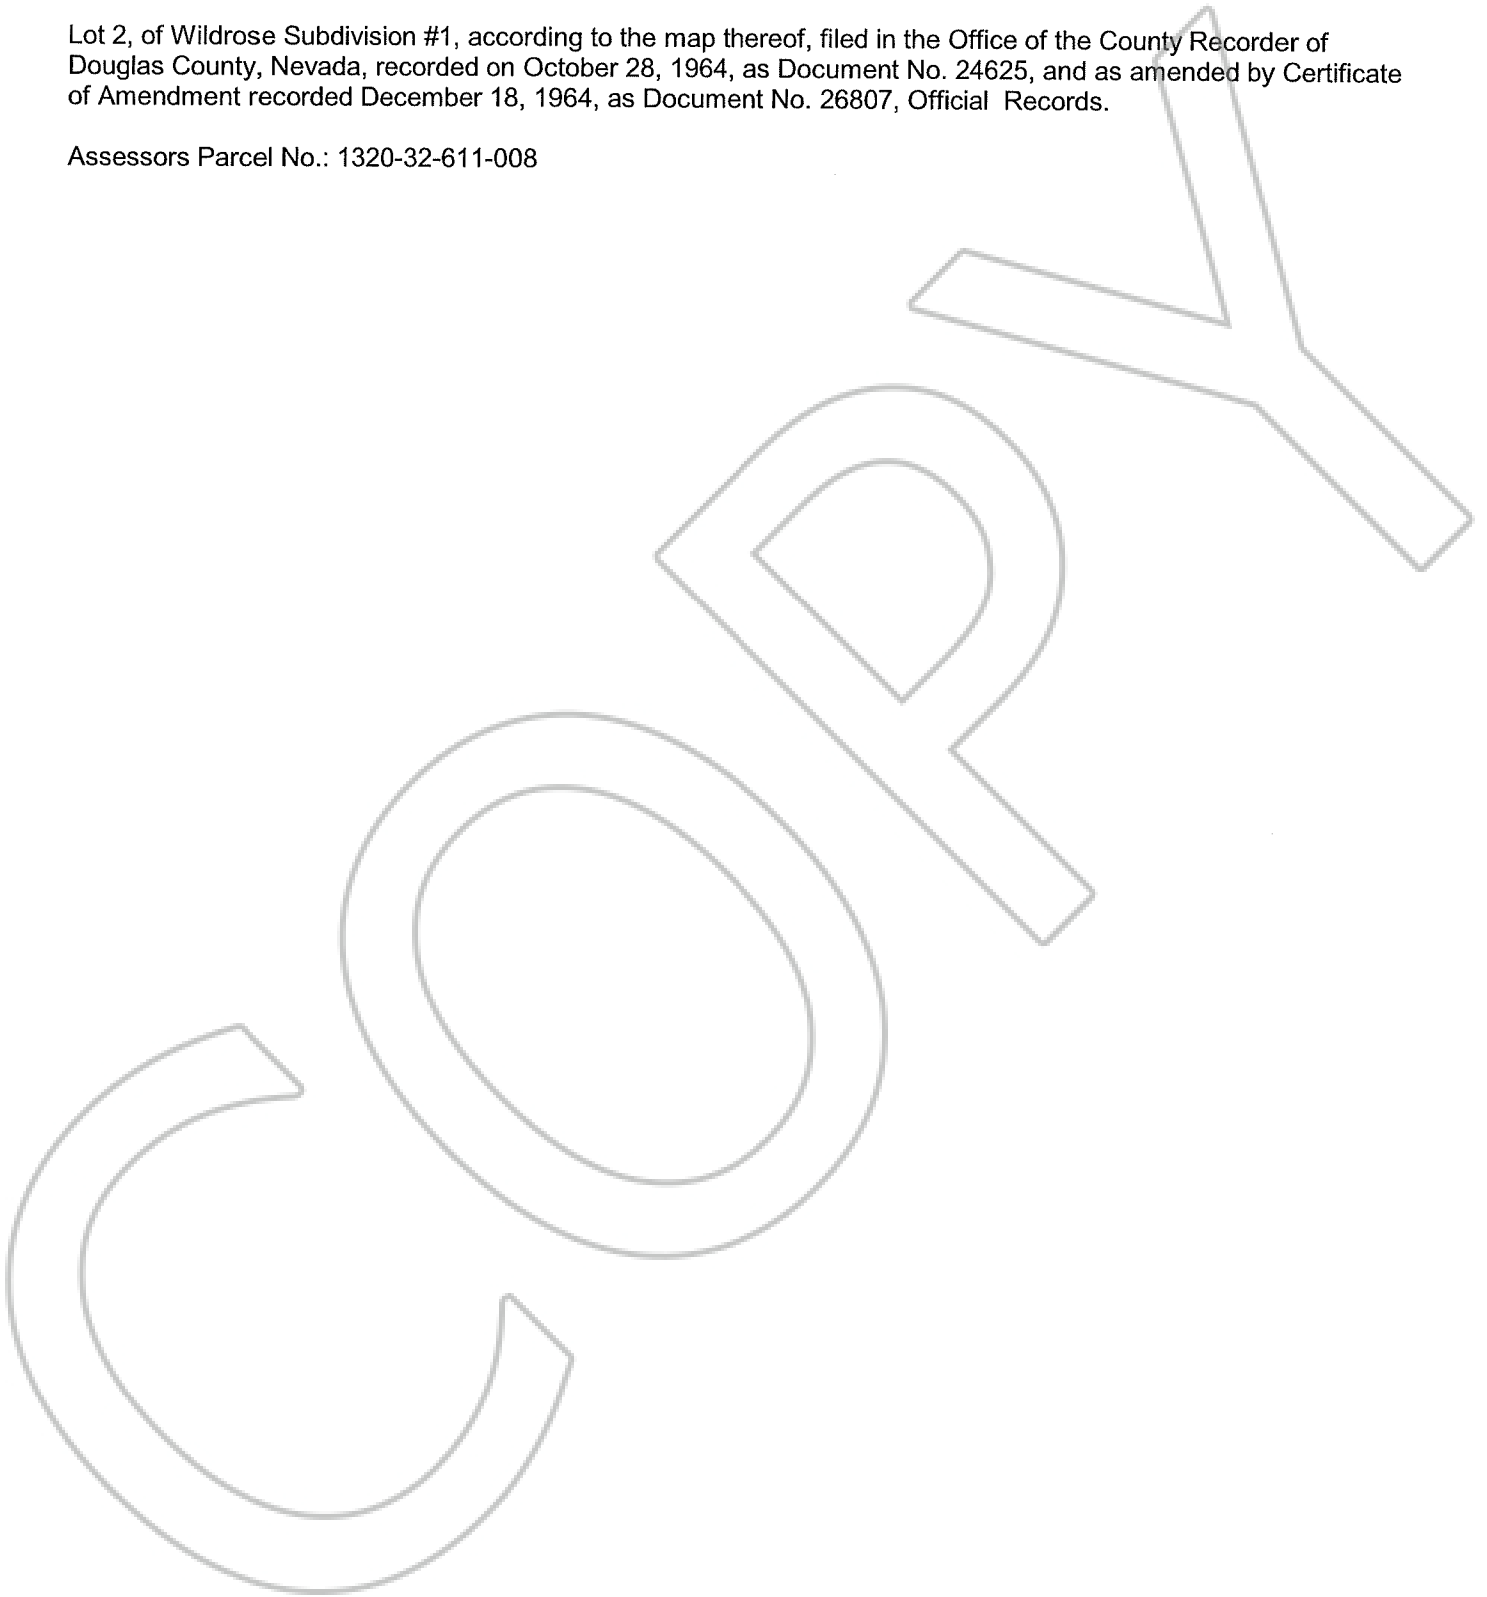 Lot 2, of Wildrose Subdivision #1, according to the map thereof, filed in the Office of the County Recorder of
Douglas County, Nevada, recorded on October 28, 1964, as Document No. 24625, and as amended by Certificate
of Amendment recorded December 18, 1964, as Document No. 26807, Official Records.
Assessors Parcel No.: 1320-32-611-008
COPY